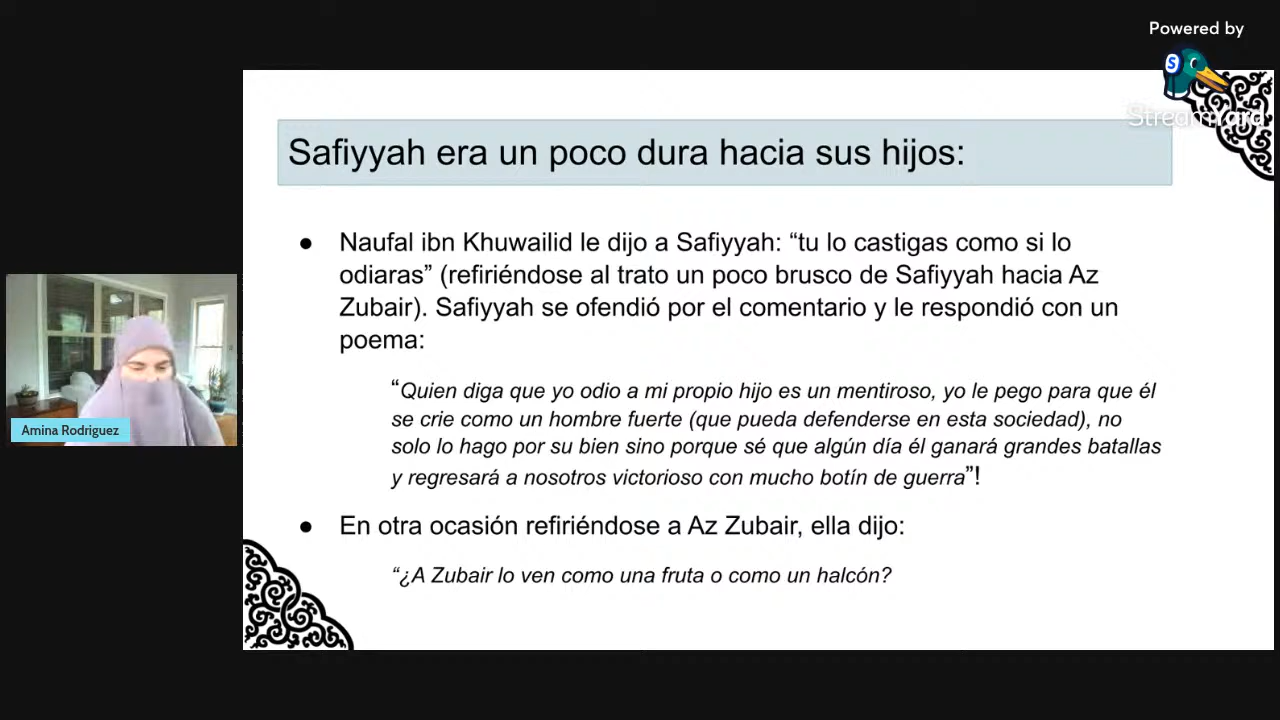 Powered by
StreamYard
Safiyyah era un poco dura hacia sus hijos:
● Naufal ibn Khuwailid le dijo a Safiyyah: “tu lo castigas como si lo
odiaras” (refiriéndose al trato un poco brusco de Safiyyah hacia Az
Zubair). Safiyyah se ofendió por el comentario y le respondió con un
poema:
“Quien diga que yo odio a mi propio hijo es un mentiroso, yo le pego para que él
se crie como un hombre fuerte (que pueda defenderse en esta sociedad), no
solo lo hago por su bien sino porque sé que algún día él ganará grandes batallas
y regresará a nosotros victorioso con mucho botín de guerra”!
● En otra ocasión refiriéndose a Az Zubair, ella dijo:
“¿A Zubair lo ven como una fruta o como un halcón?
Amina Rodriguez